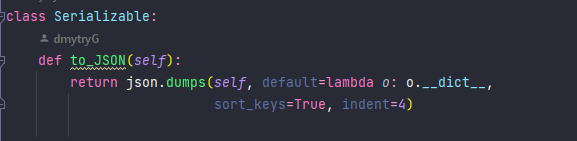 class Serializable:
dmytryG
def to_JSON(self):
return json.dumps(self, default=lambda o: o.__dict__,
sort_keys=True, indent=4)